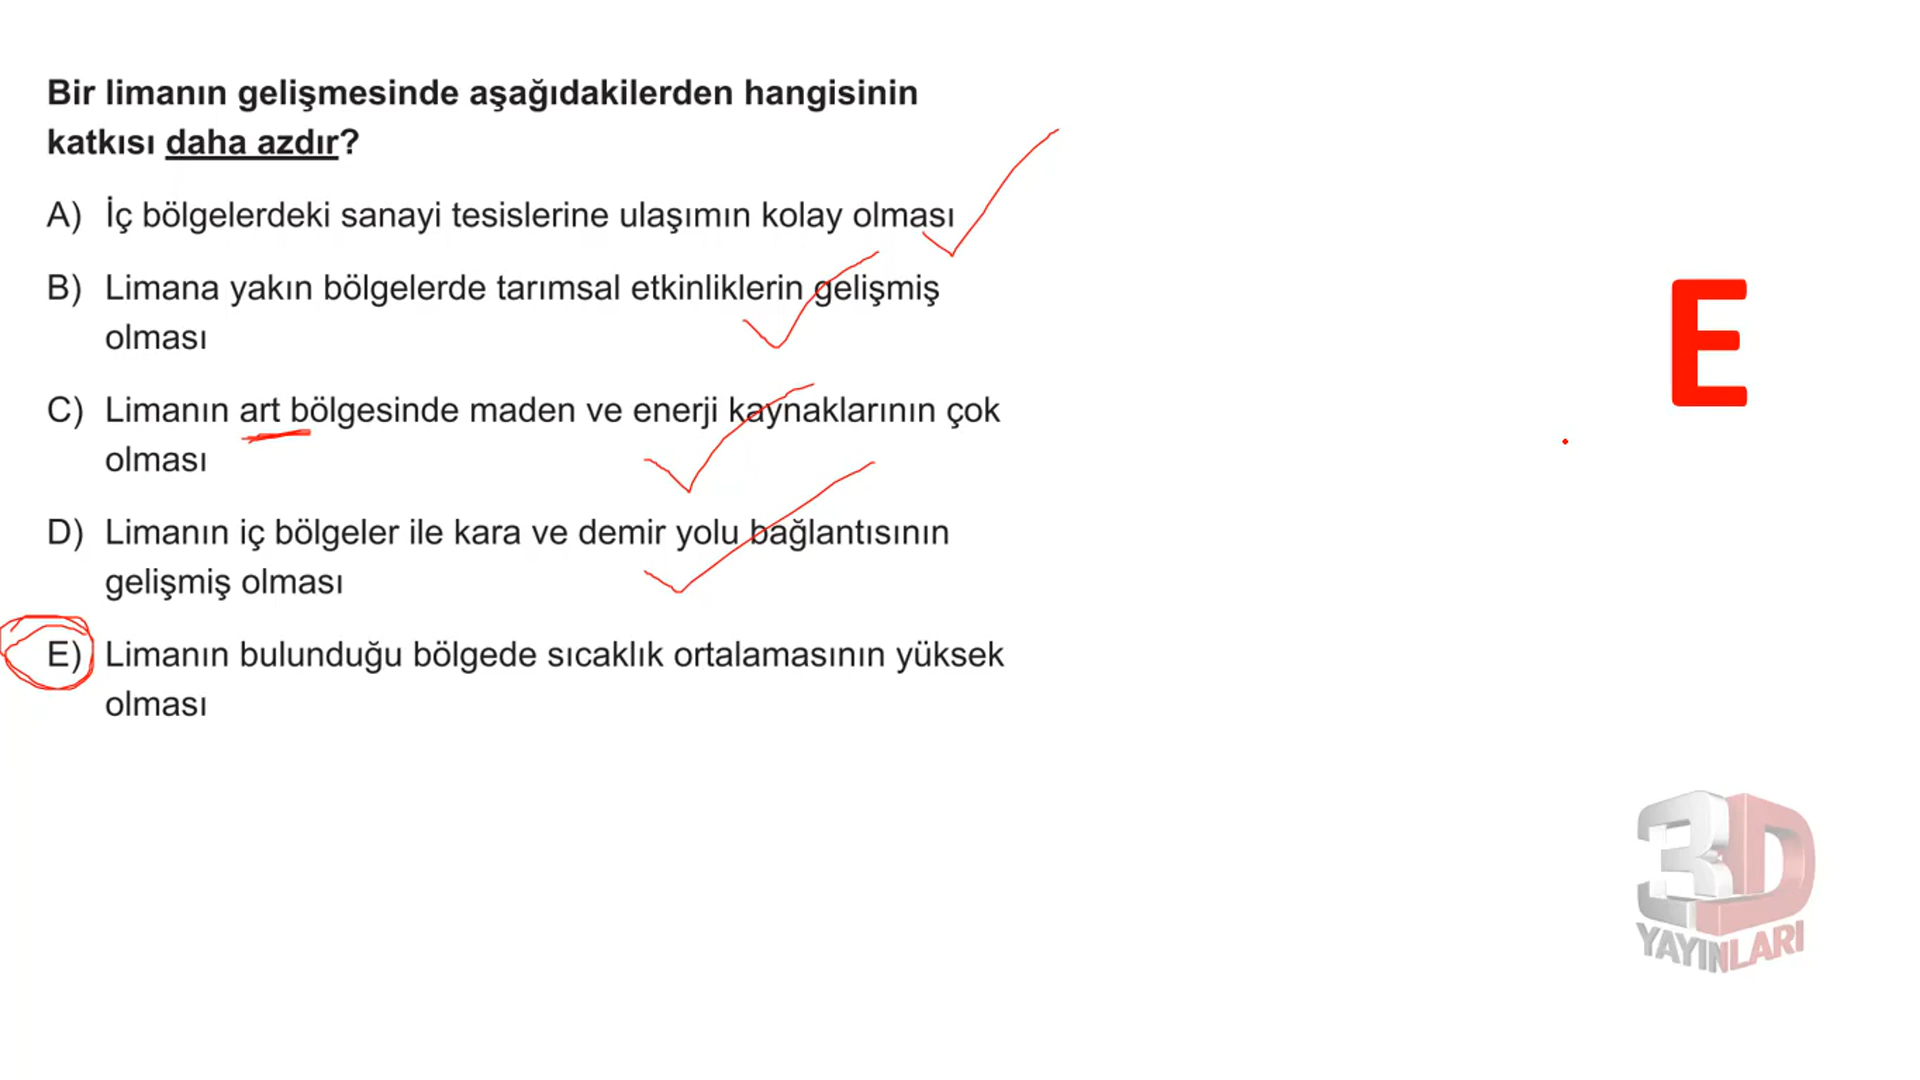 Bir limanın gelişmesinde aşağıdakilerden hangisinin
katkısı daha azdır?
A) İç bölgelerdeki sanayi tesislerine ulaşımın kolay olması
B) Limana yakın bölgelerde tarımsal etkinliklerin gelişmiş
olması
C) Limanın art bölgesinde maden ve enerji kaynaklarının çok
olması
D) Limanın iç bölgeler ile kara ve demir yolu bağlantısının
gelişmiş olması
E) Limanın bulunduğu bölgede sıcaklık ortalamasının yüksek
olması
E
3D
YAYINLARI